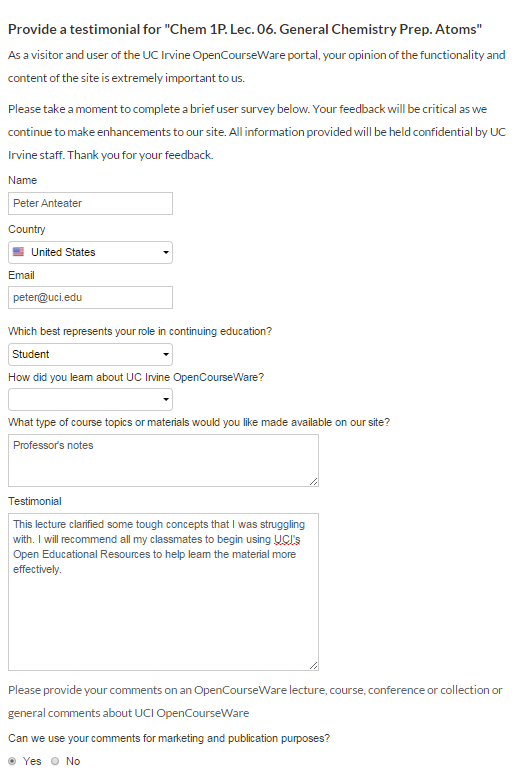 Provide a testimonial for "Chem 1P. Lec. 06. General Chemistry Prep. Atoms"
As a visitor and user of the UC Irvine OpenCourseWare portal, your opinion of the functionality and
content of the site is extremely important to us.
Please take a moment to complete a brief user survey below. Your feedback will be critical as we
continue to make enhancements to our site. All information provided will be held confidential by UC
Irvine staff. Thank you for your feedback.
Name
Peter Anteater
Country
United States
Email
peter@uci.edu
Which best represents your role in continuing education?
Student
How did you learn about UC Irvine OpenCourseWare?
What type of course topics or materials would you like made available on our site?
Professor's notes
Testimonial
This lecture clarified some tough concepts that I was struggling
with. I will recommend all my classmates to begin using UCI's
Open Educational Resources to help learn the material more
effectively.
Please provide your comments on an OpenCourseWare lecture, course, conference or collection or
general comments about UCI OpenCourseWare
Can we use your comments for marketing and publication purposes?
Yes No